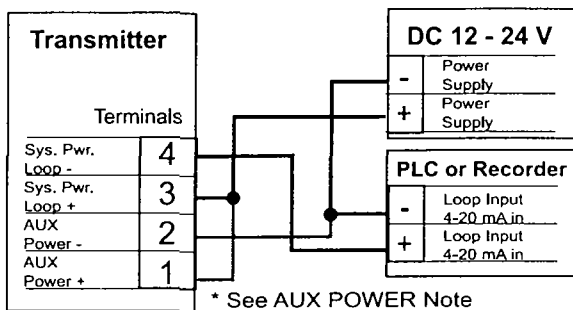 Transmitter
Terminals
Sys. Pwr.
Loop -
4
Sys. Pwr.
Loop +
3
AUX
Power -
2
AUX
Power +
1
DC 12 - 24 V
-
Power
Supply
+
Power
Supply
PLC or Recorder
-
Loop Input
4-20 mA in
+
Loop Input
4-20 mA in
* See AUX POWER Note